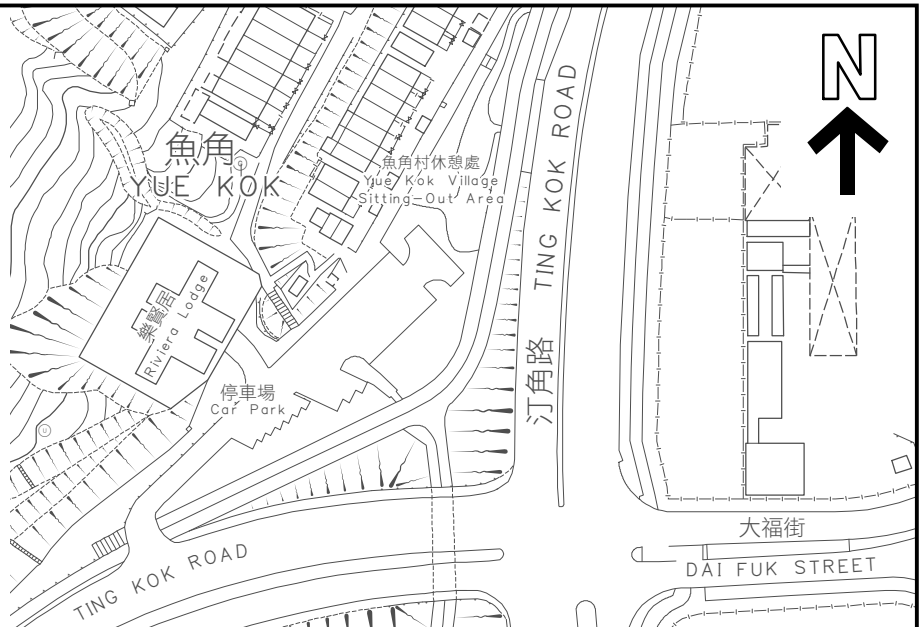 N
魚角
YUE KOK
魚角村休憩處
Yue Kok Village
Sitting-Out Area
汀角路 TING KOK ROAD
樂賢居
Riviera Lodge
停車場
Car Park
大福街
DAI FUK STREET
TING KOK ROAD
U